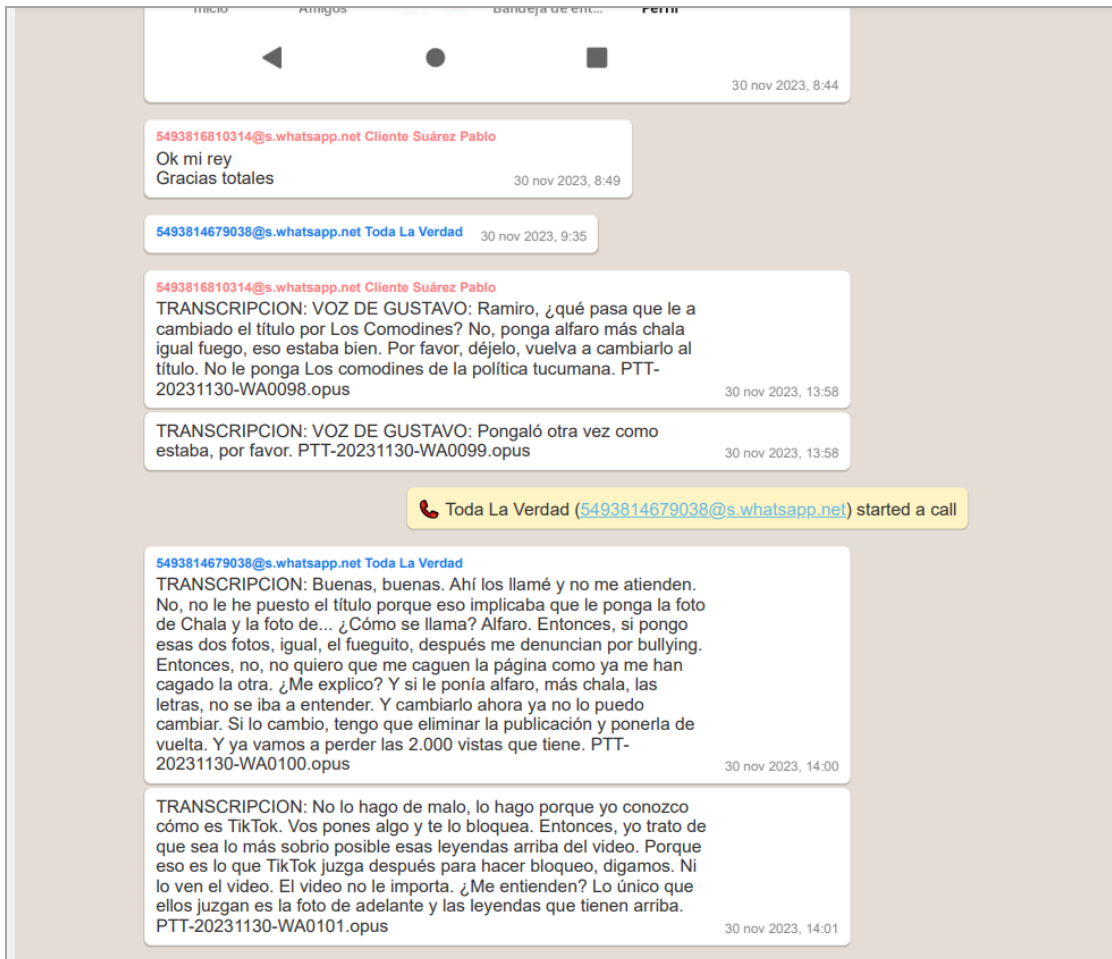 Inicio Amigos Bandeja de ent... Perfil
30 nov 2023, 8:44
5493816810314@s.whatsapp.net Cliente Suárez Pablo
Ok mi rey
Gracias totales
30 nov 2023, 8:49
5493814679038@s.whatsapp.net Toda La Verdad 30 nov 2023, 9:35
5493816810314@s.whatsapp.net Cliente Suárez Pablo
TRANSCRIPCION: VOZ DE GUSTAVO: Ramiro, ¿qué pasa que le a
cambiado el título por Los Comodines? No, ponga alfaro más chala
igual fuego, eso estaba bien. Por favor, déjelo, vuelva a cambiarlo al
título. No le ponga Los comodines de la política tucumana. PTT-
20231130-WA0098.opus
30 nov 2023, 13:58
TRANSCRIPCION: VOZ DE GUSTAVO: Pongaló otra vez como
estaba, por favor. PTT-20231130-WA0099.opus
30 nov 2023, 13:58
Toda La Verdad (5493814679038@s.whatsapp.net) started a call
5493814679038@s.whatsapp.net Toda La Verdad
TRANSCRIPCION: Buenas, buenas. Ahí los llamé y no me atienden.
No, no le he puesto el título porque eso implicaba que le ponga la foto
de Chala y la foto de... ¿Cómo se llama? Alfaro. Entonces, si pongo
esas dos fotos, igual, el fueguito, después me denuncian por bullying.
Entonces, no, no quiero que me caguen la página como ya me han
cagado la otra. ¿Me explico? Y si le ponía alfaro, más chala, las
letras, no se iba a entender. Y cambiarlo ahora ya no lo puedo
cambiar. Si lo cambio, tengo que eliminar la publicación y ponerla de
vuelta. Y ya vamos a perder las 2.000 vistas que tiene. PTT-
20231130-WA0100.opus
30 nov 2023, 14:00
TRANSCRIPCION: No lo hago de malo, lo hago porque yo conozco
cómo es TikTok. Vos pones algo y te lo bloquea. Entonces, yo trato de
que sea lo más sobrio posible esas leyendas arriba del video. Porque
eso es lo que TikTok juzga después para hacer bloqueo, digamos. Ni
lo ven el video. El video no le importa. ¿Me entienden? Lo único que
ellos juzgan es la foto de adelante y las leyendas que tienen arriba.
PTT-20231130-WA0101.opus
30 nov 2023, 14:01